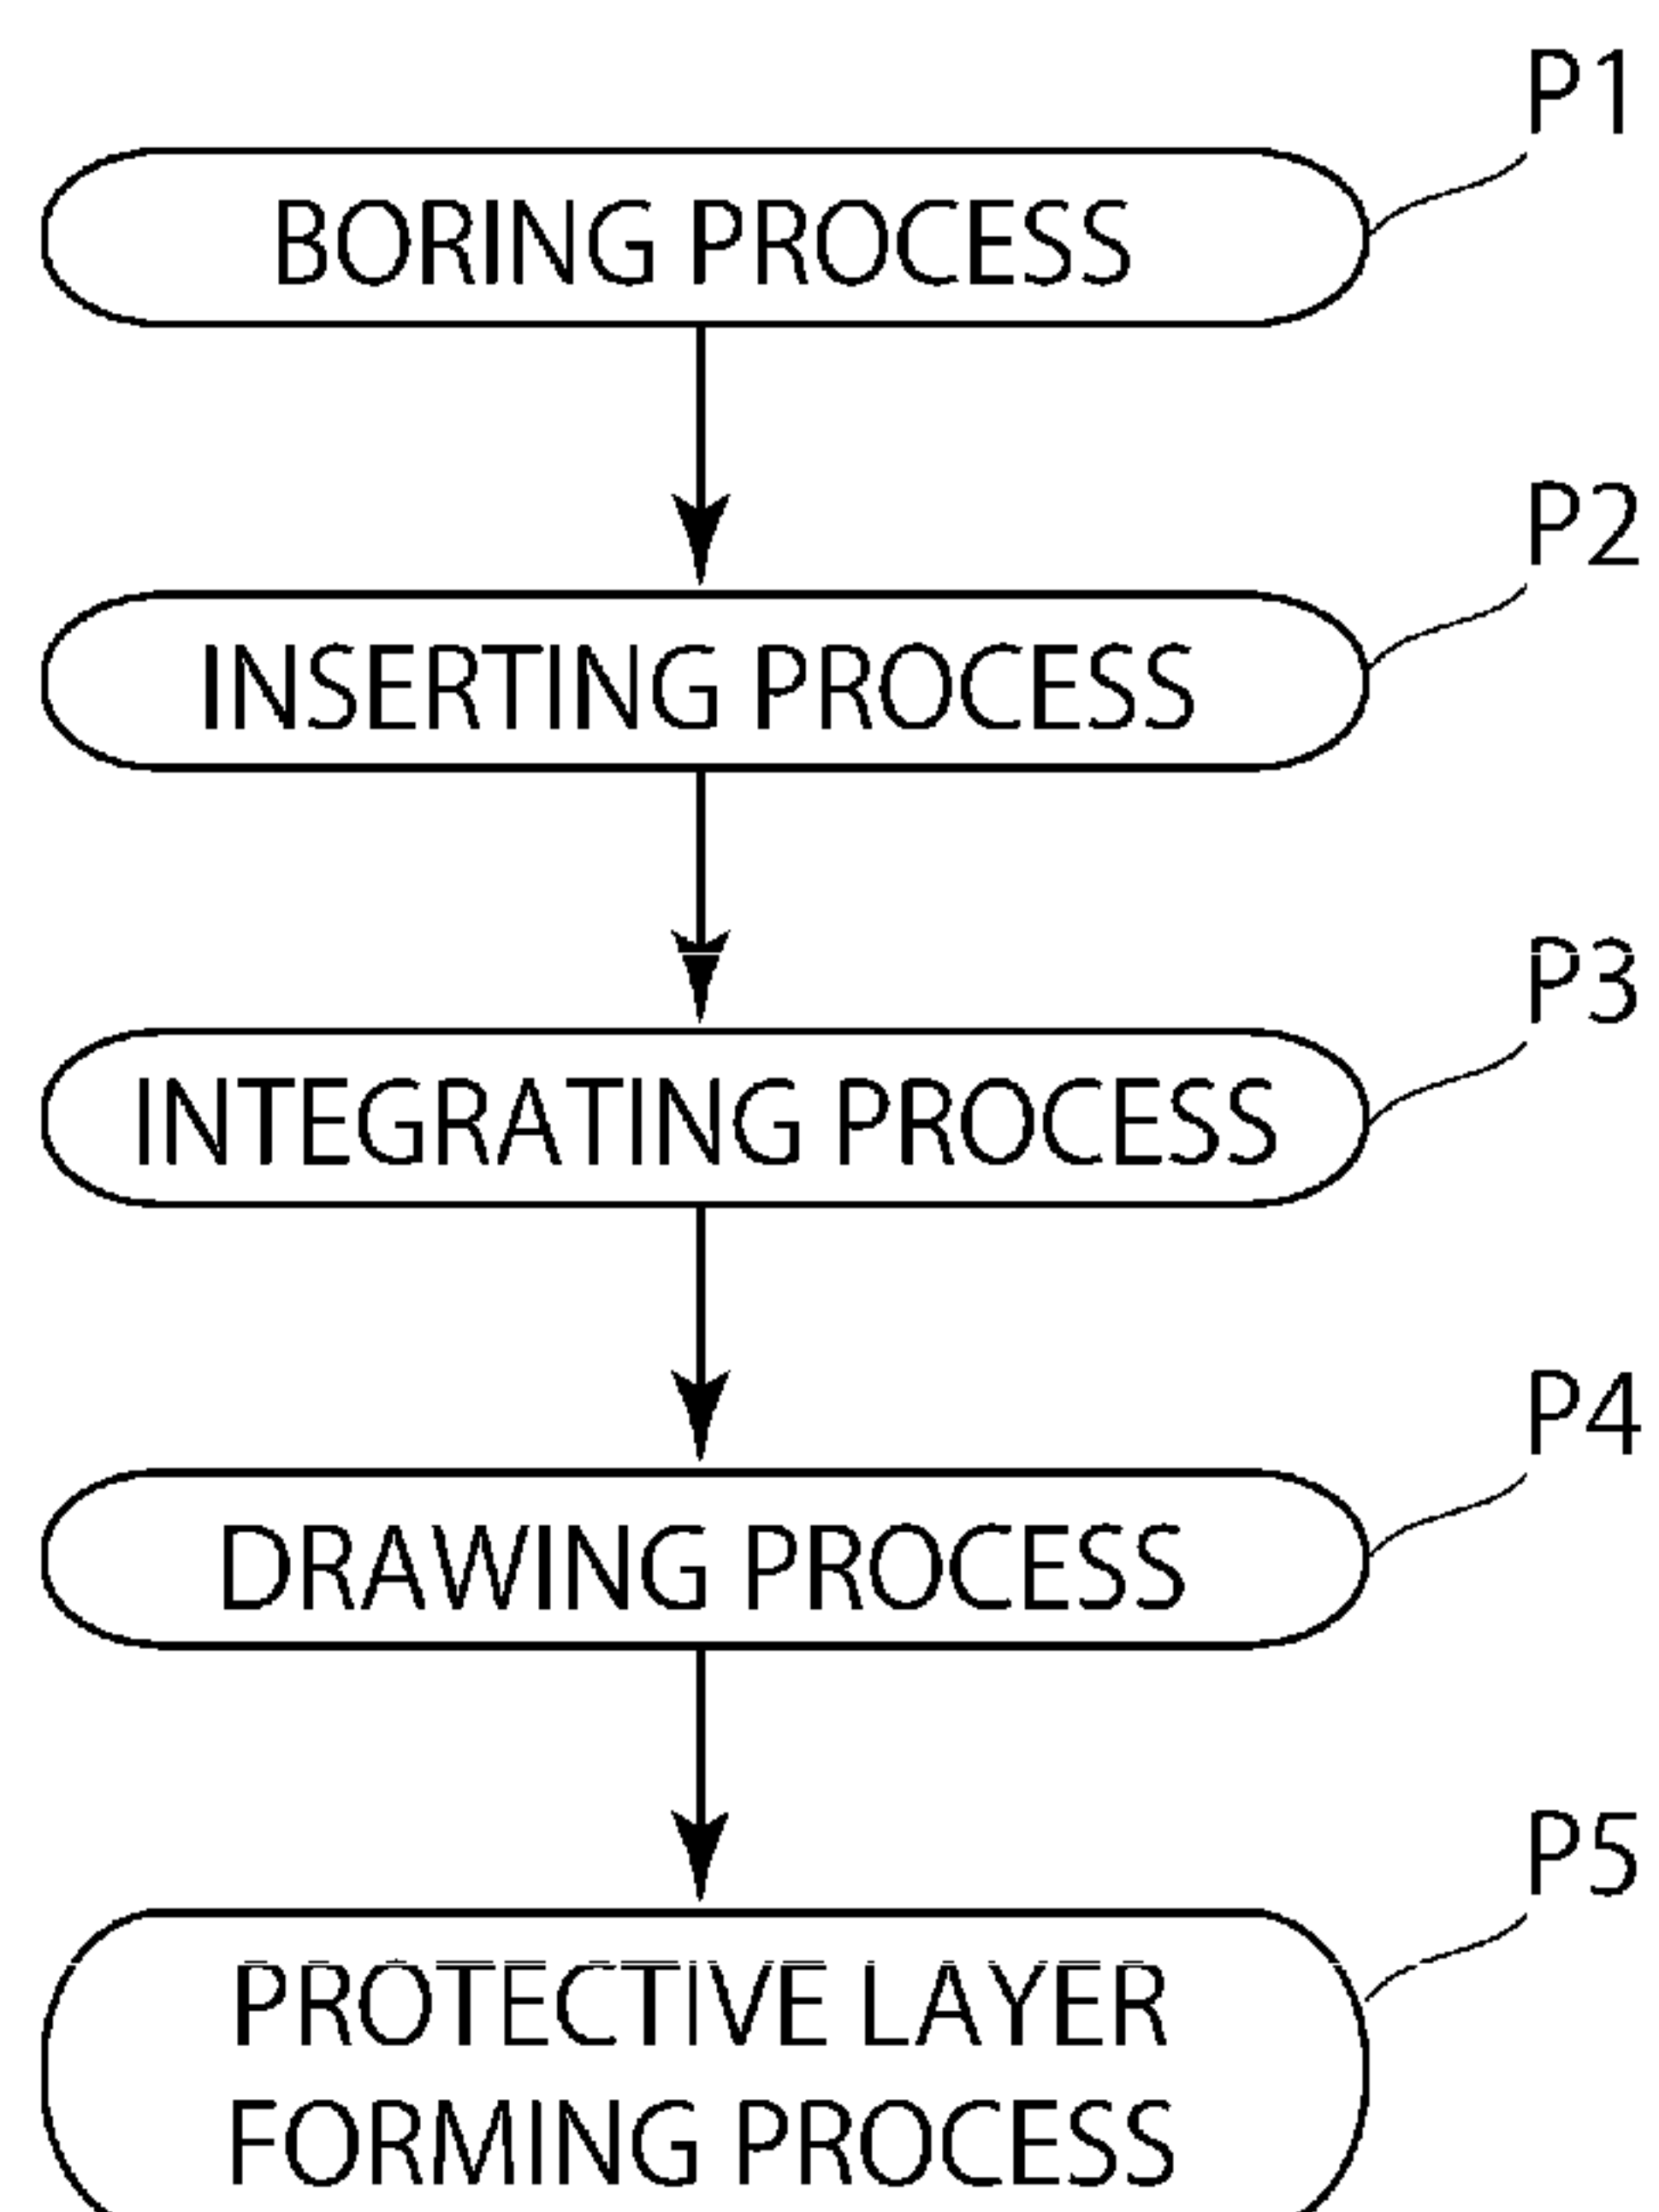 P1
BORING PROCESS
P2
INSERTING PROCESS
P3
INTEGRATING PROCESS
P4
DRAWING PROCESS
P5
PROTECTIVE LAYER
FORMING PROCESS